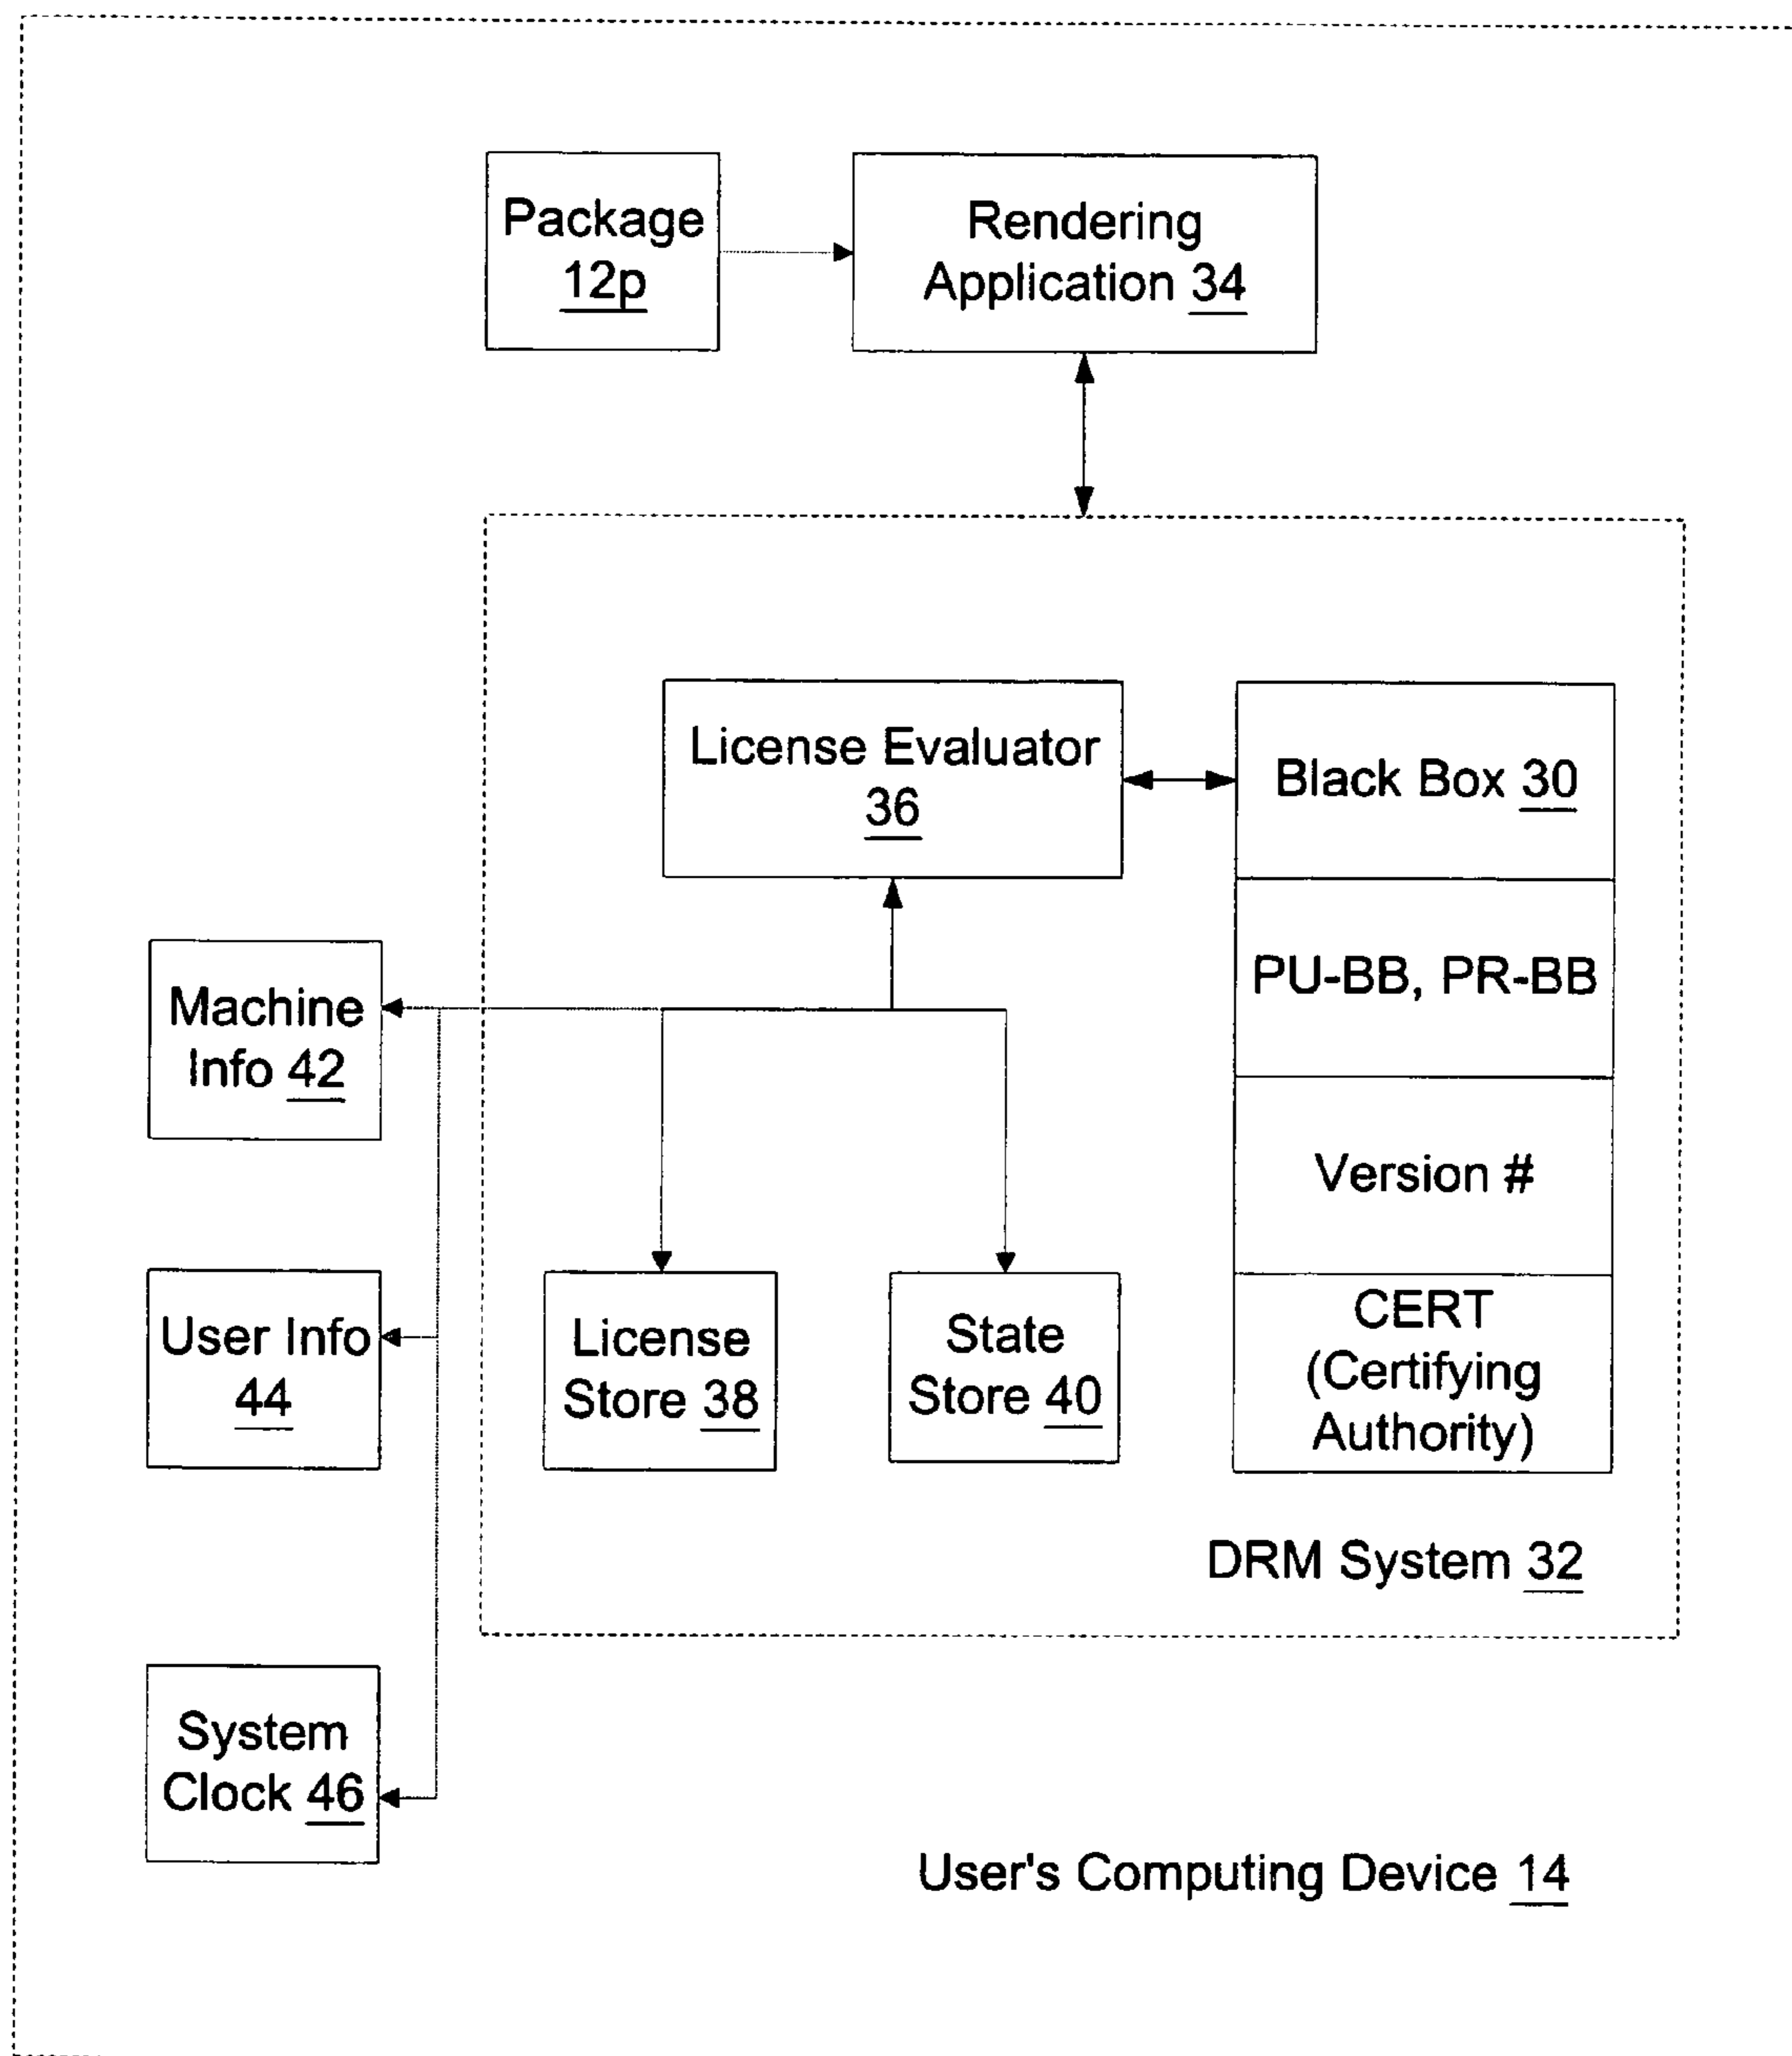 Package
12p
Rendering
Application 34
License Evaluator
36
Black Box 30
PU-BB, PR-BB
Version #
CERT
(Certifying
Authority)
Machine
Info 42
User Info
44
System
Clock 46
License
Store 38
State
Store 40
DRM System 32
User's Computing Device 14